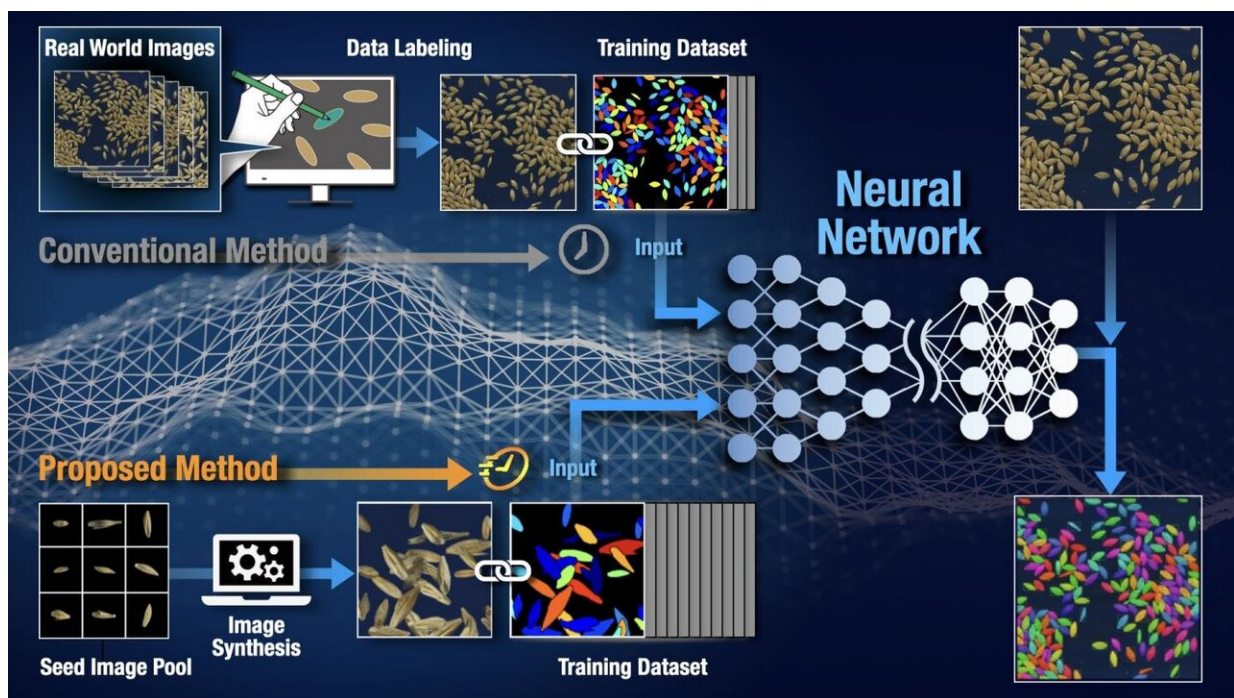 Real World Images
Data Labeling
Training Dataset
Conventional Method
Input
Neural
Network
Proposed Method
Input
Seed Image Pool
Image
Synthesis
Training Dataset